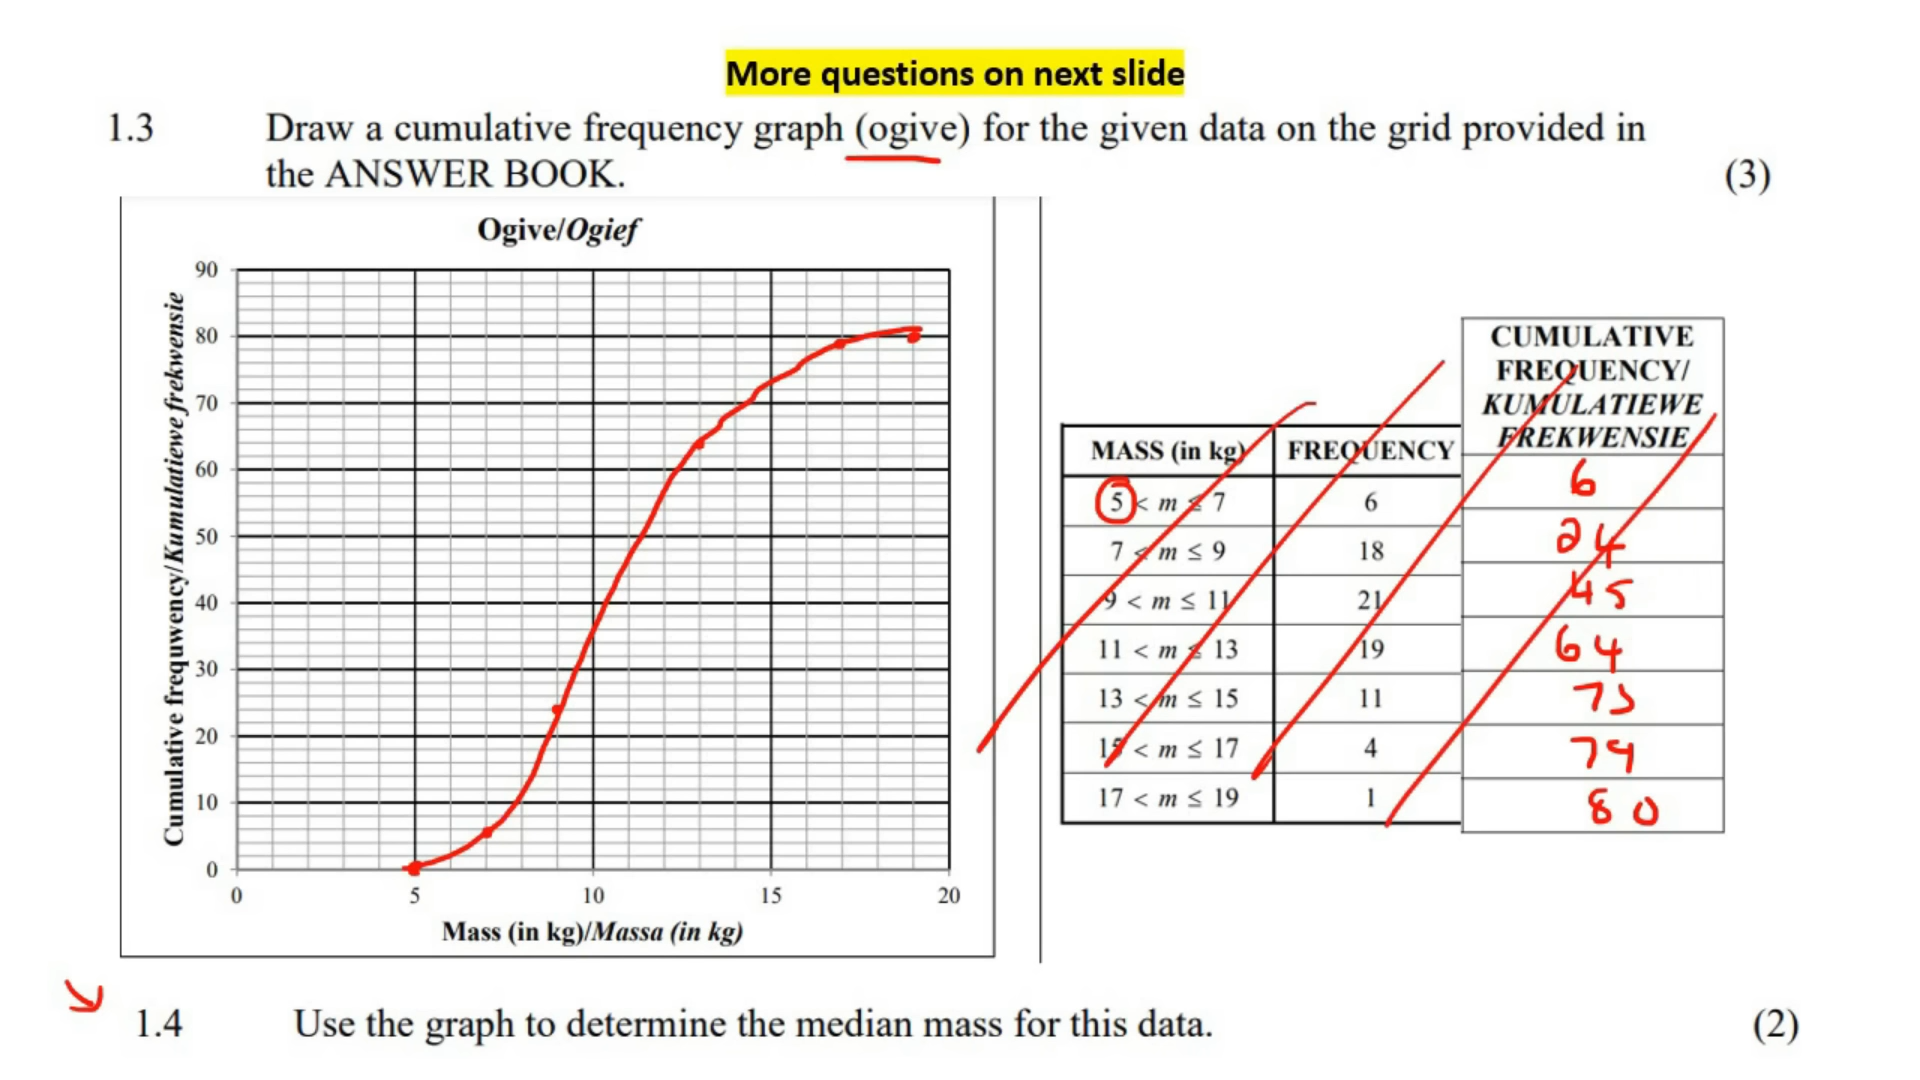 More questions on next slide
1.3 Draw a cumulative frequency graph (ogive) for the given data on the grid provided in
the ANSWER BOOK. (3)
Ogive/Ogief
Cumulative frequwency/Kumulatiewe frekwensie
90
80
70
60
50
40
30
20
10
0
0 5 10 15 20
Mass (in kg)/Massa (in kg)
CUMULATIVE
FREQUENCY/
KUMULATIEWE
FREKWENSIE
MASS (in kg) FREQUENCY
5 < m ≤ 7 6 6
7 < m ≤ 9 18 24
9 < m ≤ 11 21 45
11 < m ≤ 13 19 64
13 < m ≤ 15 11 75
15 < m ≤ 17 4 79
17 < m ≤ 19 1 80
1.4 Use the graph to determine the median mass for this data. (2)